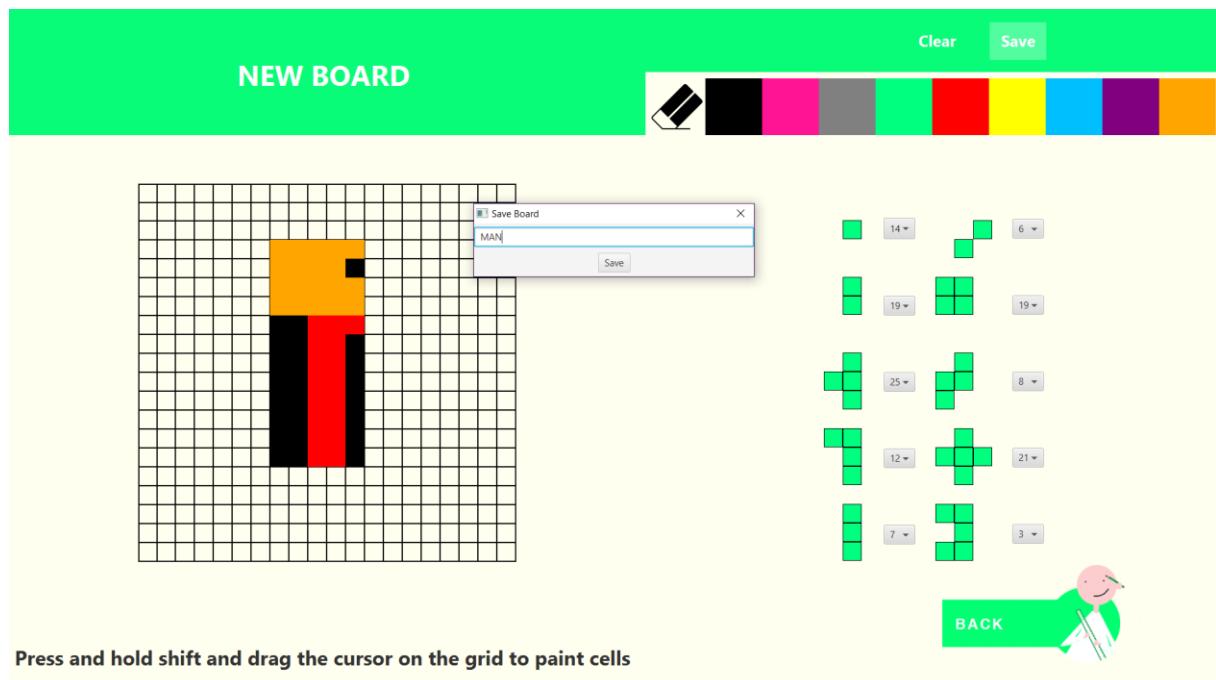 Clear Save
NEW BOARD
Save Board
MAN
Save
14 6
19 19
25 8
12 21
7 3
BACK
Press and hold shift and drag the cursor on the grid to paint cells